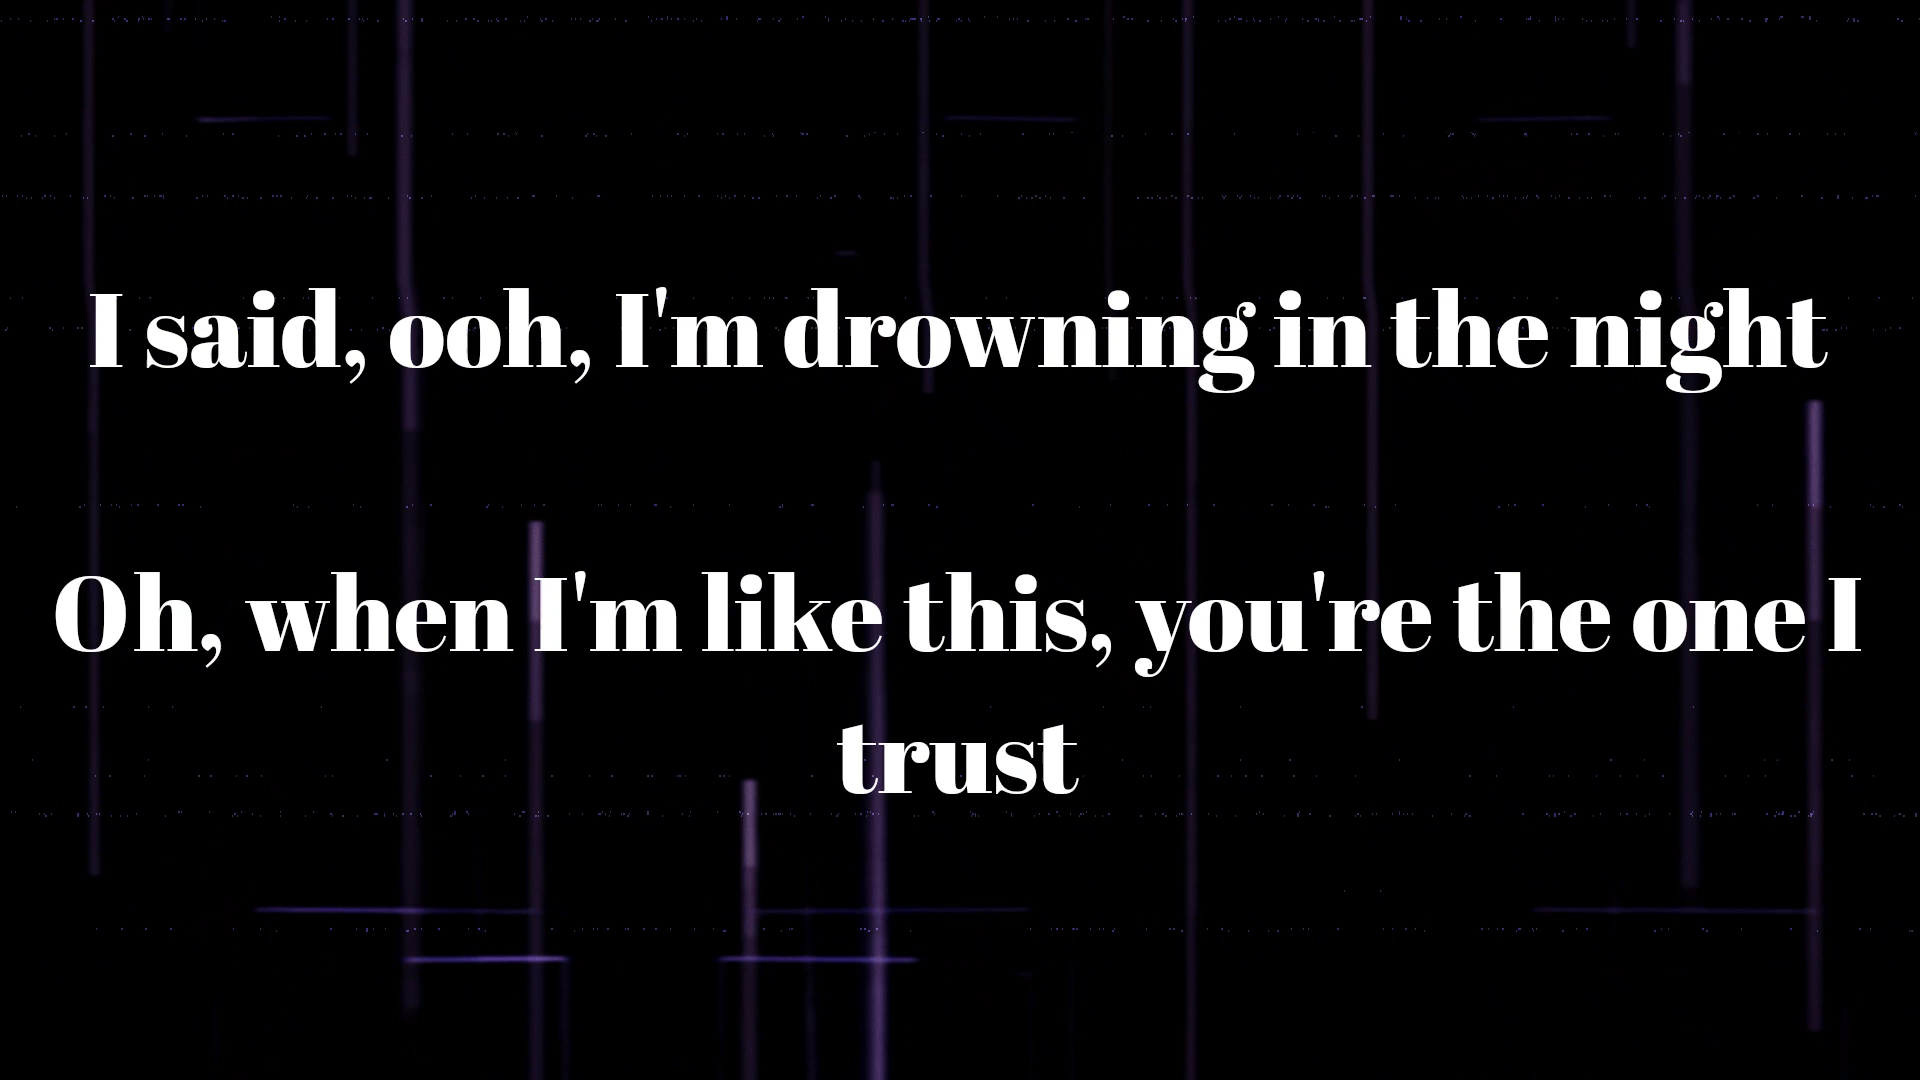 I said, ooh, I'm drowning in the night
Oh, when I'm like this, you're the one I
trust